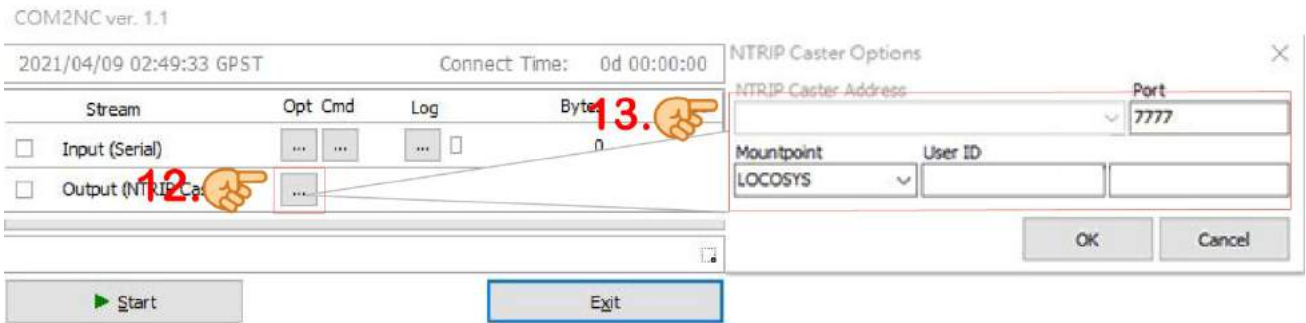 COM2NC ver. 1.1
2021/04/09 02:49:33 GPST Connect Time: 0d 00:00:00
Stream Opt Cmd Log Bytes
Input (Serial) ... ... ... 0
Output (NTRIP Cas ...
12.
Start Exit
13.
NTRIP Caster Options
NTRIP Caster Address Port
7777
Mountpoint User ID
LOCOSYS
OK Cancel